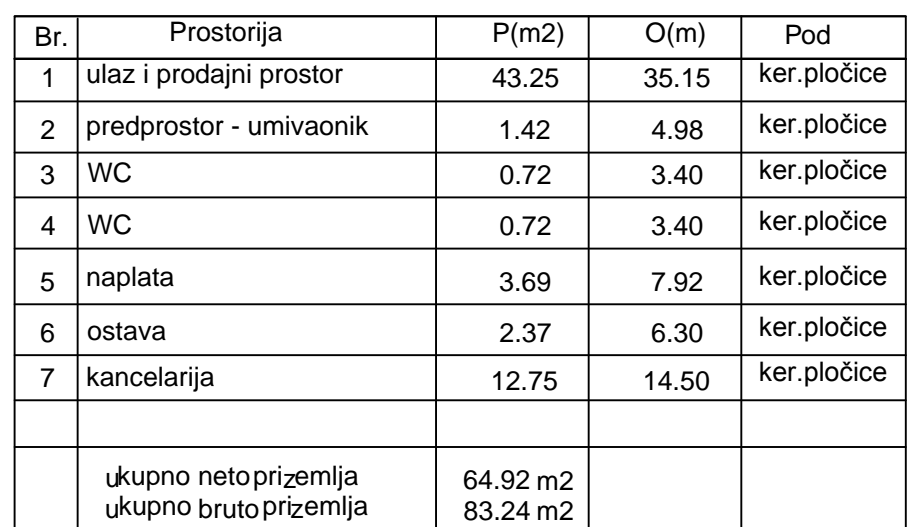 Br. Prostorija P(m2) O(m) Pod
1 ulaz i prodajni prostor 43.25 35.15 ker.pločice
2 predprostor - umivaonik 1.42 4.98 ker.pločice
3 WC 0.72 3.40 ker.pločice
4 WC 0.72 3.40 ker.pločice
5 naplata 3.69 7.92 ker.pločice
6 ostava 2.37 6.30 ker.pločice
7 kancelarija 12.75 14.50 ker.pločice
ukupno neto prizemlja 64.92 m2
ukupno bruto prizemlja 83.24 m2